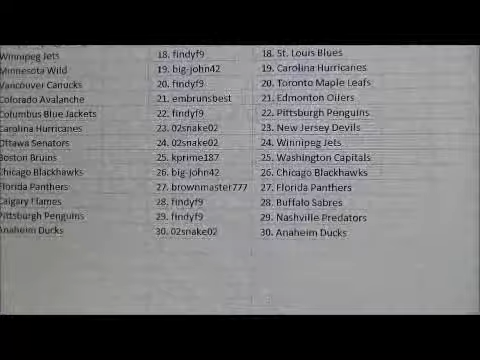 Winnipeg Jets 18. findyf9 18. St. Louis Blues
Minnesota Wild 19. big-john42 19. Carolina Hurricanes
Vancouver Canucks 20. findyf9 20. Toronto Maple Leafs
Colorado Avalanche 21. embrunsbest 21. Edmonton Oilers
Columbus Blue Jackets 22. findyf9 22. Pittsburgh Penguins
Carolina Hurricanes 23. 02snake02 23. New Jersey Devils
Ottawa Senators 24. 02snake02 24. Winnipeg Jets
Boston Bruins 25. kprime187 25. Washington Capitals
Chicago Blackhawks 26. big-john42 26. Chicago Blackhawks
Florida Panthers 27. brownmaster777 27. Florida Panthers
Calgary Flames 28. findyf9 28. Buffalo Sabres
Pittsburgh Penguins 29. findyf9 29. Nashville Predators
Anaheim Ducks 30. 02snake02 30. Anaheim Ducks